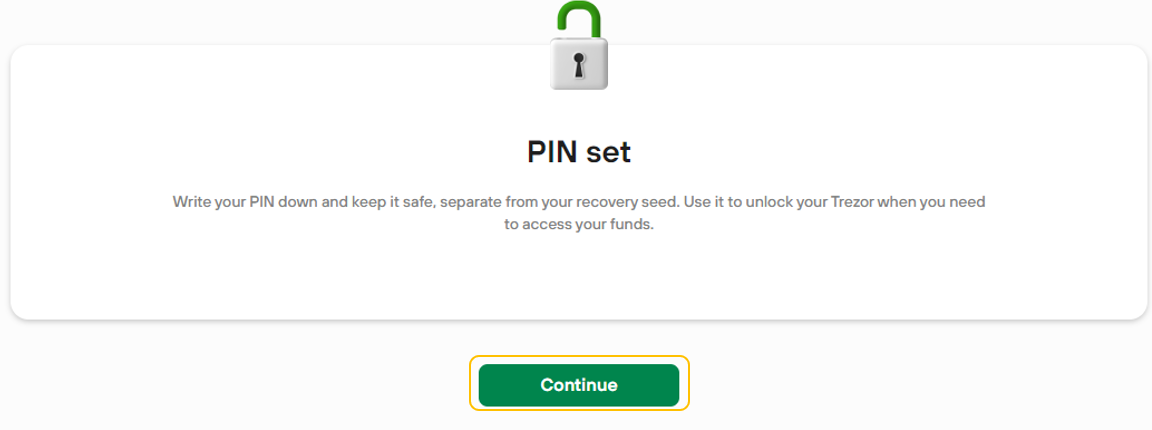 PIN set
Write your PIN down and keep it safe, separate from your recovery seed. Use it to unlock your Trezor when you need
to access your funds.
Continue